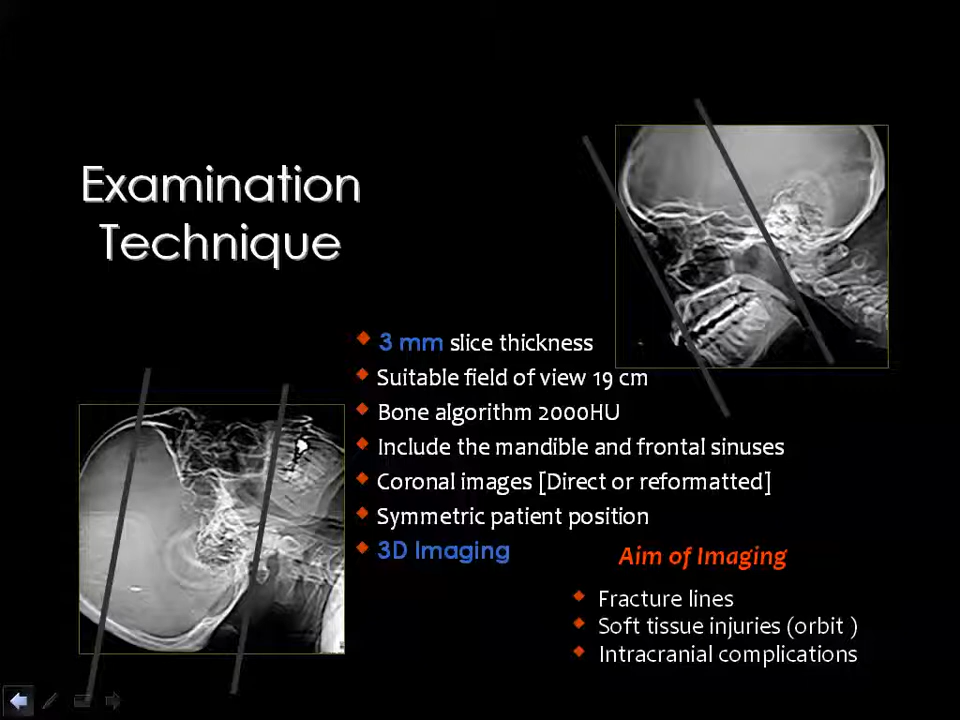 Examination
Technique
3 mm slice thickness
Suitable field of view 19 cm
Bone algorithm 2000HU
Include the mandible and frontal sinuses
Coronal images [Direct or reformatted]
Symmetric patient position
3D Imaging
Aim of Imaging
Fracture lines
Soft tissue injuries (orbit )
Intracranial complications